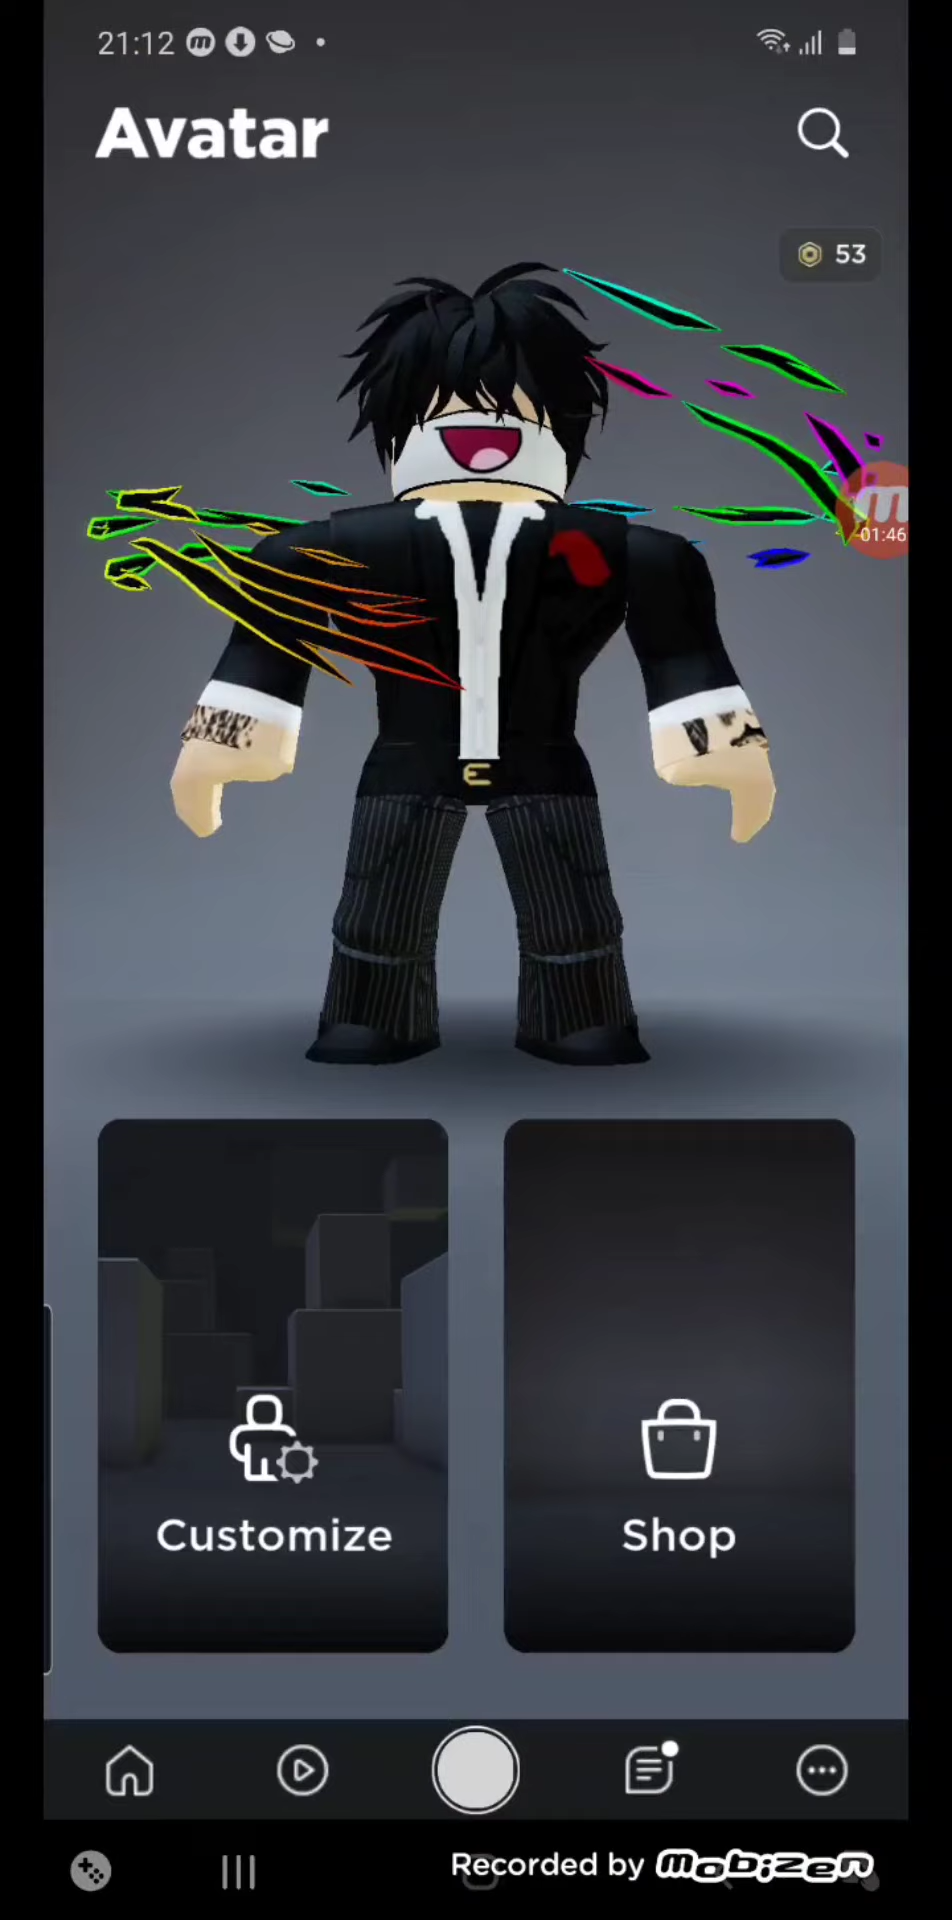 21:12
Avatar
53
-01:46
Customize
Shop
Recorded by Mobizen